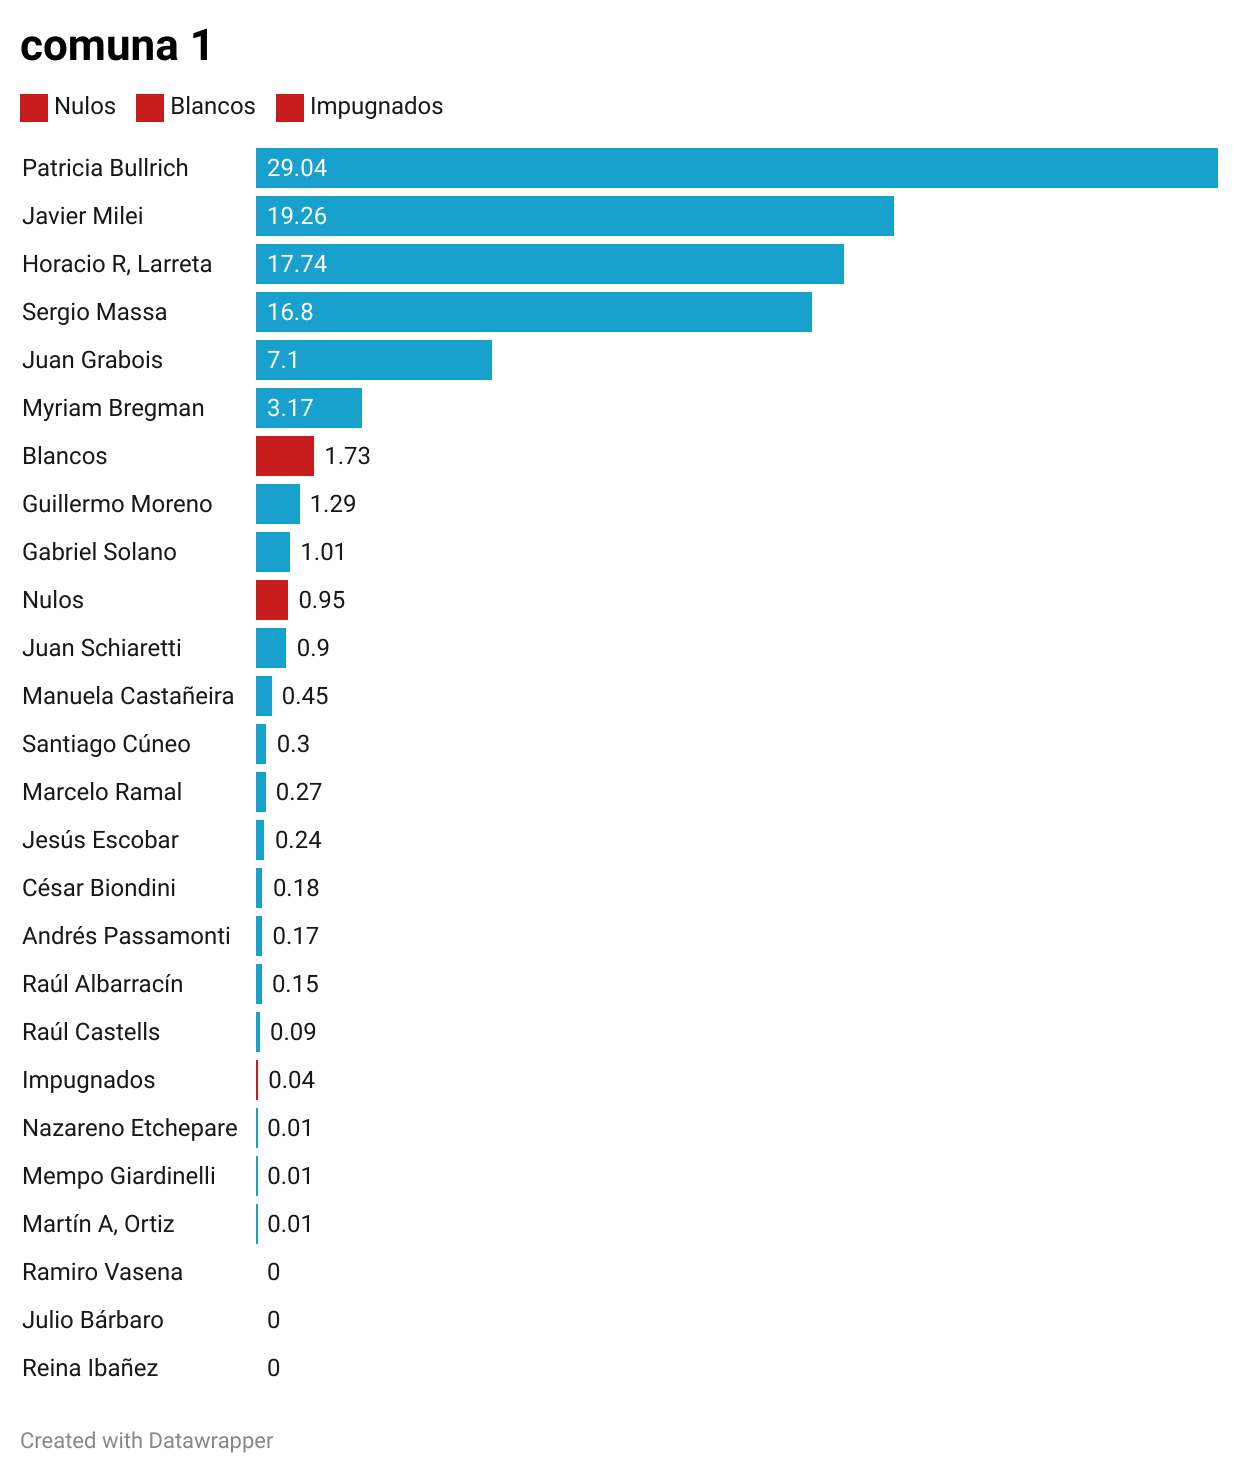 comuna 1
Nulos Blancos Impugnados
Patricia Bullrich 29.04
Javier Milei 19.26
Horacio R, Larreta 17.74
Sergio Massa 16.8
Juan Grabois 7.1
Myriam Bregman 3.17
Blancos 1.73
Guillermo Moreno 1.29
Gabriel Solano 1.01
Nulos 0.95
Juan Schiaretti 0.9
Manuela Castañeira 0.45
Santiago Cúneo 0.3
Marcelo Ramal 0.27
Jesús Escobar 0.24
César Biondini 0.18
Andrés Passamonti 0.17
Raúl Albarracín 0.15
Raúl Castells 0.09
Impugnados 0.04
Nazareno Etchepare 0.01
Mempo Giardinelli 0.01
Martín A, Ortiz 0.01
Ramiro Vasena 0
Julio Bárbaro 0
Reina Ibañez 0
Created with Datawrapper